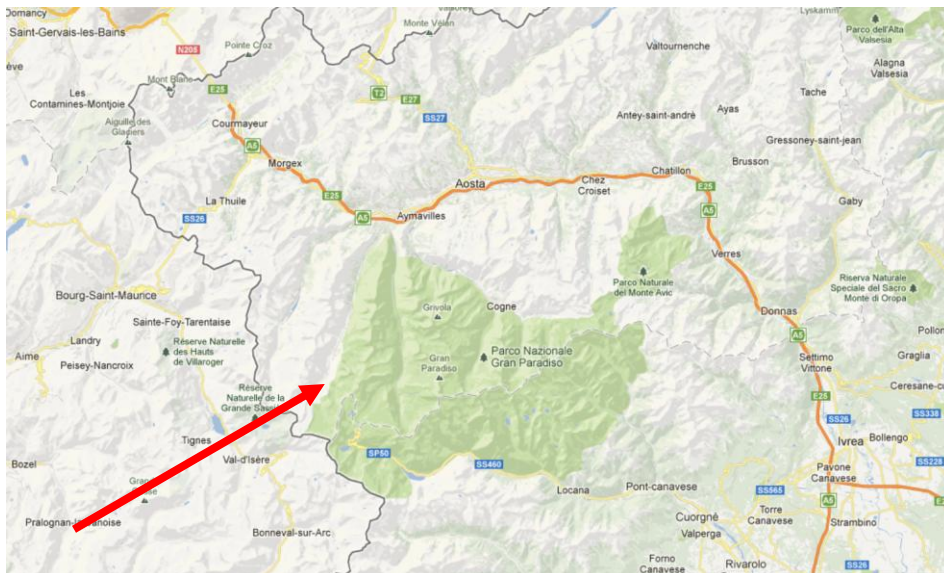 Domancy
Saint-Gervais-les-Bains
Monte Vélan
Lyskamm
Parco dell'Alta
Valsesia
N205
Pointe Croz
Valtournenche
Alagna
Valsesia
Mont Blanc
Les
Contamines-Montjoie
E25
T2
E27
Tache
Aiguille des
Glaciers
Courmayeur
SS27
Antey-saint-andré
Ayas
Gressoney-saint-jean
A5
Morgex
Brusson
Aosta
Chez
Croiset
Chatillon
E25
E25
La Thuile
SS26
A5
Aymavilles
A5
Gaby
Verres
Parco Naturale
del Monte Avic
Riserva Naturale
Speciale del Sacro
Monte di Oropa
Bourg-Saint-Maurice
Grivola
Cogne
Donnas
Sainte-Foy-Tarentaise
Landry
Réserve Naturelle
des Hauts
de Villaroger
A5
Aime
Peisey-Nancroix
Gran
Paradiso
Parco Nazionale
Gran Paradiso
Settimo
Vittone
Graglia
Réserve
Naturelle de la
Grande
E25
SS26
SS338
Tignes
Ivrea
Bollengo
Bozel
Val-d'Isère
SP50
SS460
SS228
Pavone
Canavese
Locana
Pont-canavese
SS565
A5
Bonneval-sur-Arc
Cuorgnè
Valperga
Torre
Canavese
Strambino
Forno
Canavese
Rivarolo
SS26